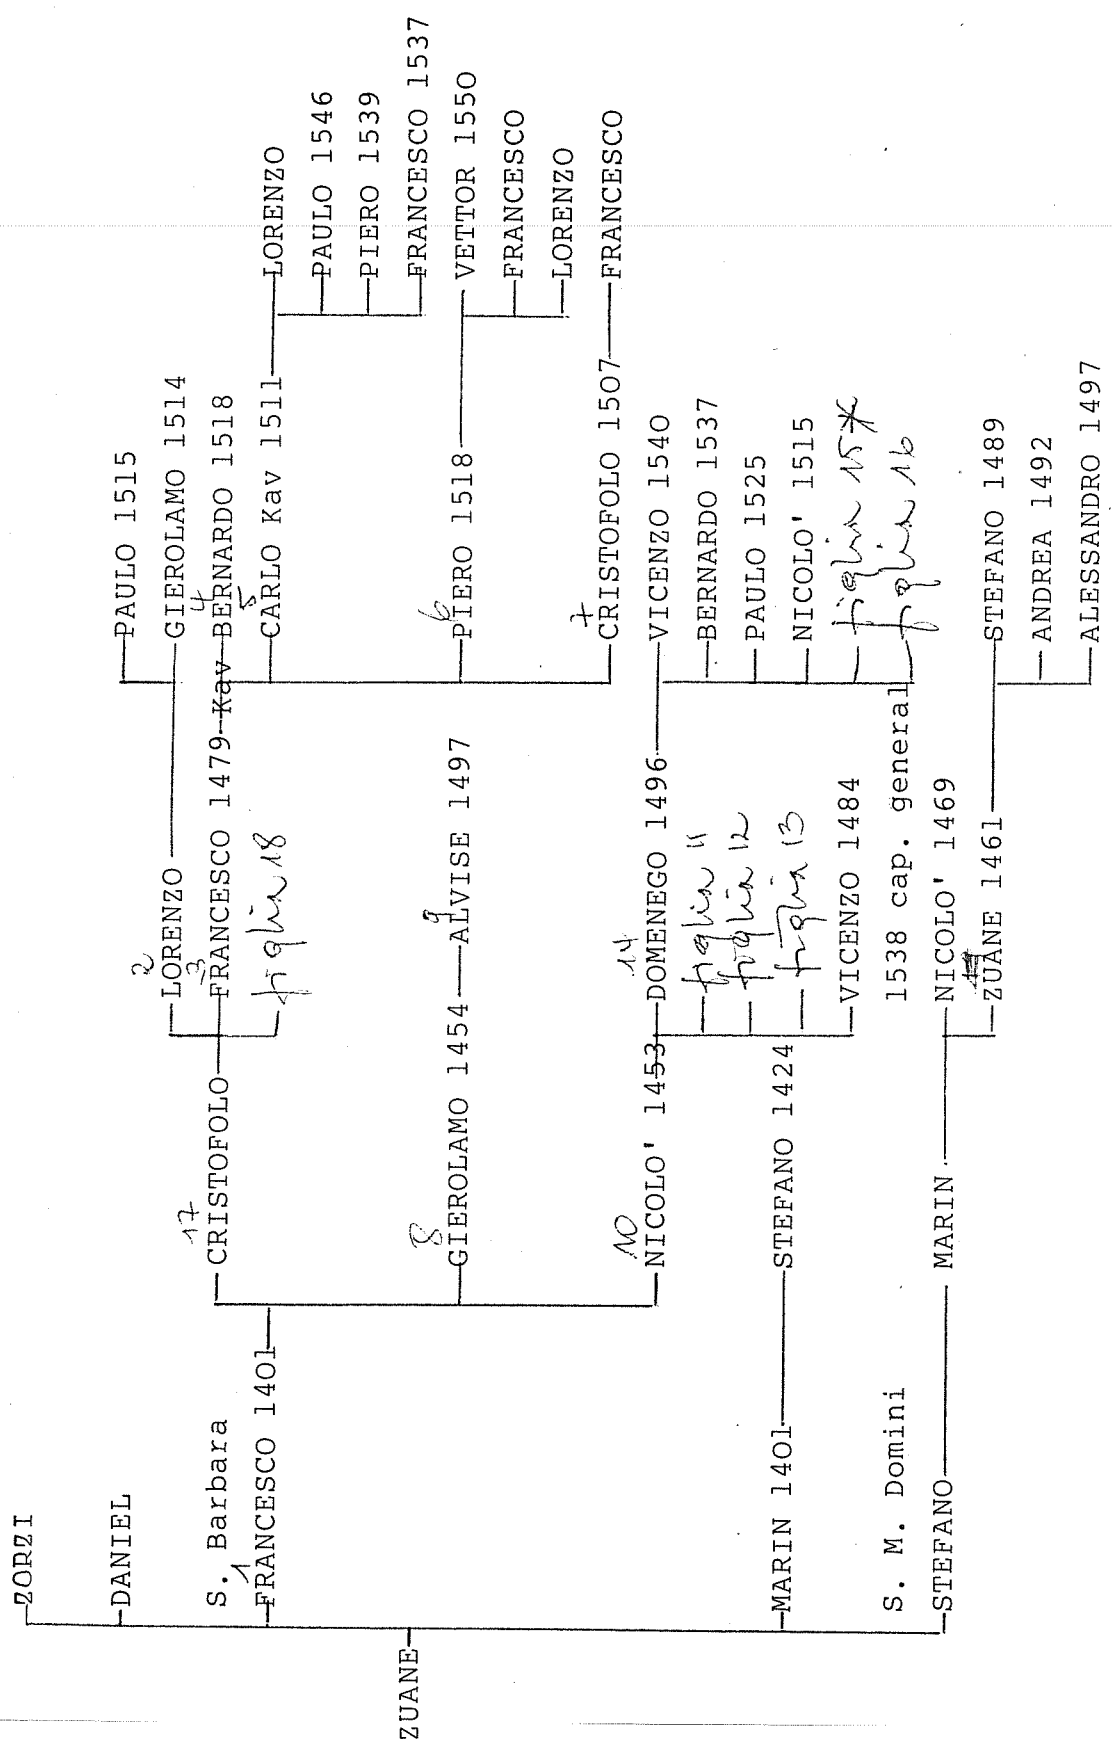 ZUANE
ZORZI
DANIEL
S. Barbara
1
FRANCESCO 1401
MARIN 1401
S. M. Domini
STEFANO
17
CRISTOFOLO
8
GIEROLAMO 1454
10
NICOLO' 1453
STEFANO 1424
MARIN
2
LORENZO
3
FRANCESCO 1479 Kav
figlia 18
9
ALVISE 1497
14
DOMENEGO 1496
figlia 11
figlia 12
figlia 13
VICENZO 1484
1538 cap. general
NICOLO' 1469
ZUANE 1461
PAULO 1515
GIEROLAMO 1514
4
BERNARDO 1518
5
CARLO Kav 1511
6
PIERO 1518
7
CRISTOFOLO 1507
VICENZO 1540
BERNARDO 1537
PAULO 1525
NICOLO' 1515
figlia 15*
figlia 16
STEFANO 1489
ANDREA 1492
ALESSANDRO 1497
LORENZO
PAULO 1546
PIERO 1539
FRANCESCO 1537
VETTOR 1550
FRANCESCO
LORENZO
FRANCESCO